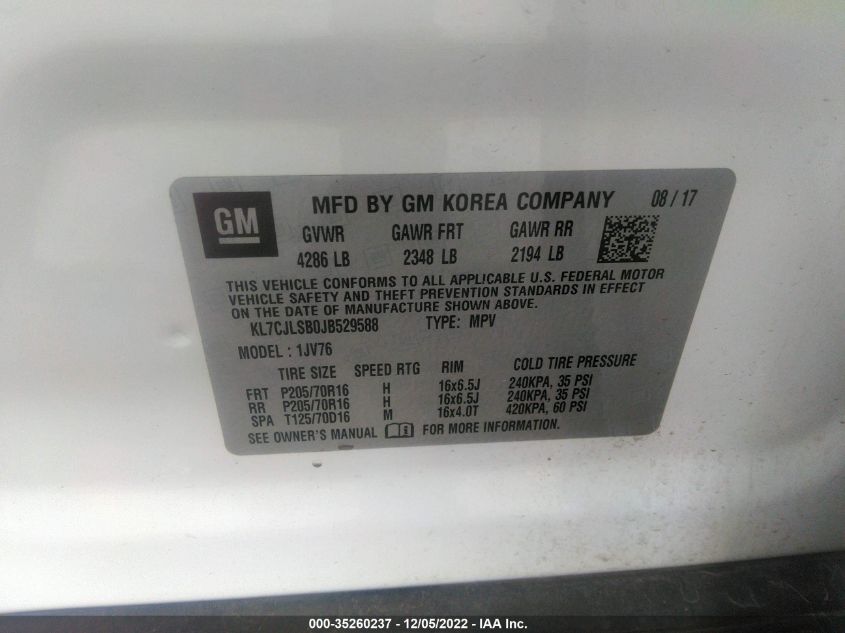 GM MFD BY GM KOREA COMPANY 08 / 17
GVWR GAWR FRT GAWR RR
4286 LB 2348 LB 2194 LB
THIS VEHICLE CONFORMS TO ALL APPLICABLE U.S. FEDERAL MOTOR
VEHICLE SAFETY AND THEFT PREVENTION STANDARDS IN EFFECT
ON THE DATE OF MANUFACTURE SHOWN ABOVE.
KL7CJLSB0JB529588 TYPE: MPV
MODEL : 1JV76
TIRE SIZE SPEED RTG RIM COLD TIRE PRESSURE
FRT P205/70R16 H 16x6.5J 240KPA, 35 PSI
RR P205/70R16 H 16x6.5J 240KPA, 35 PSI
SPA T125/70D16 M 16x4.0T 420KPA, 60 PSI
SEE OWNER'S MANUAL FOR MORE INFORMATION.
000-35260237 - 12/05/2022 - IAA Inc.